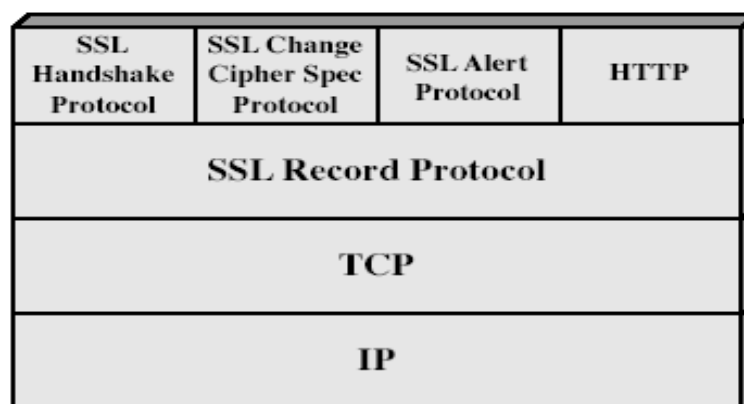 SSL
Handshake
Protocol
SSL Change
Cipher Spec
Protocol
SSL Alert
Protocol
HTTP
SSL Record Protocol
TCP
IP